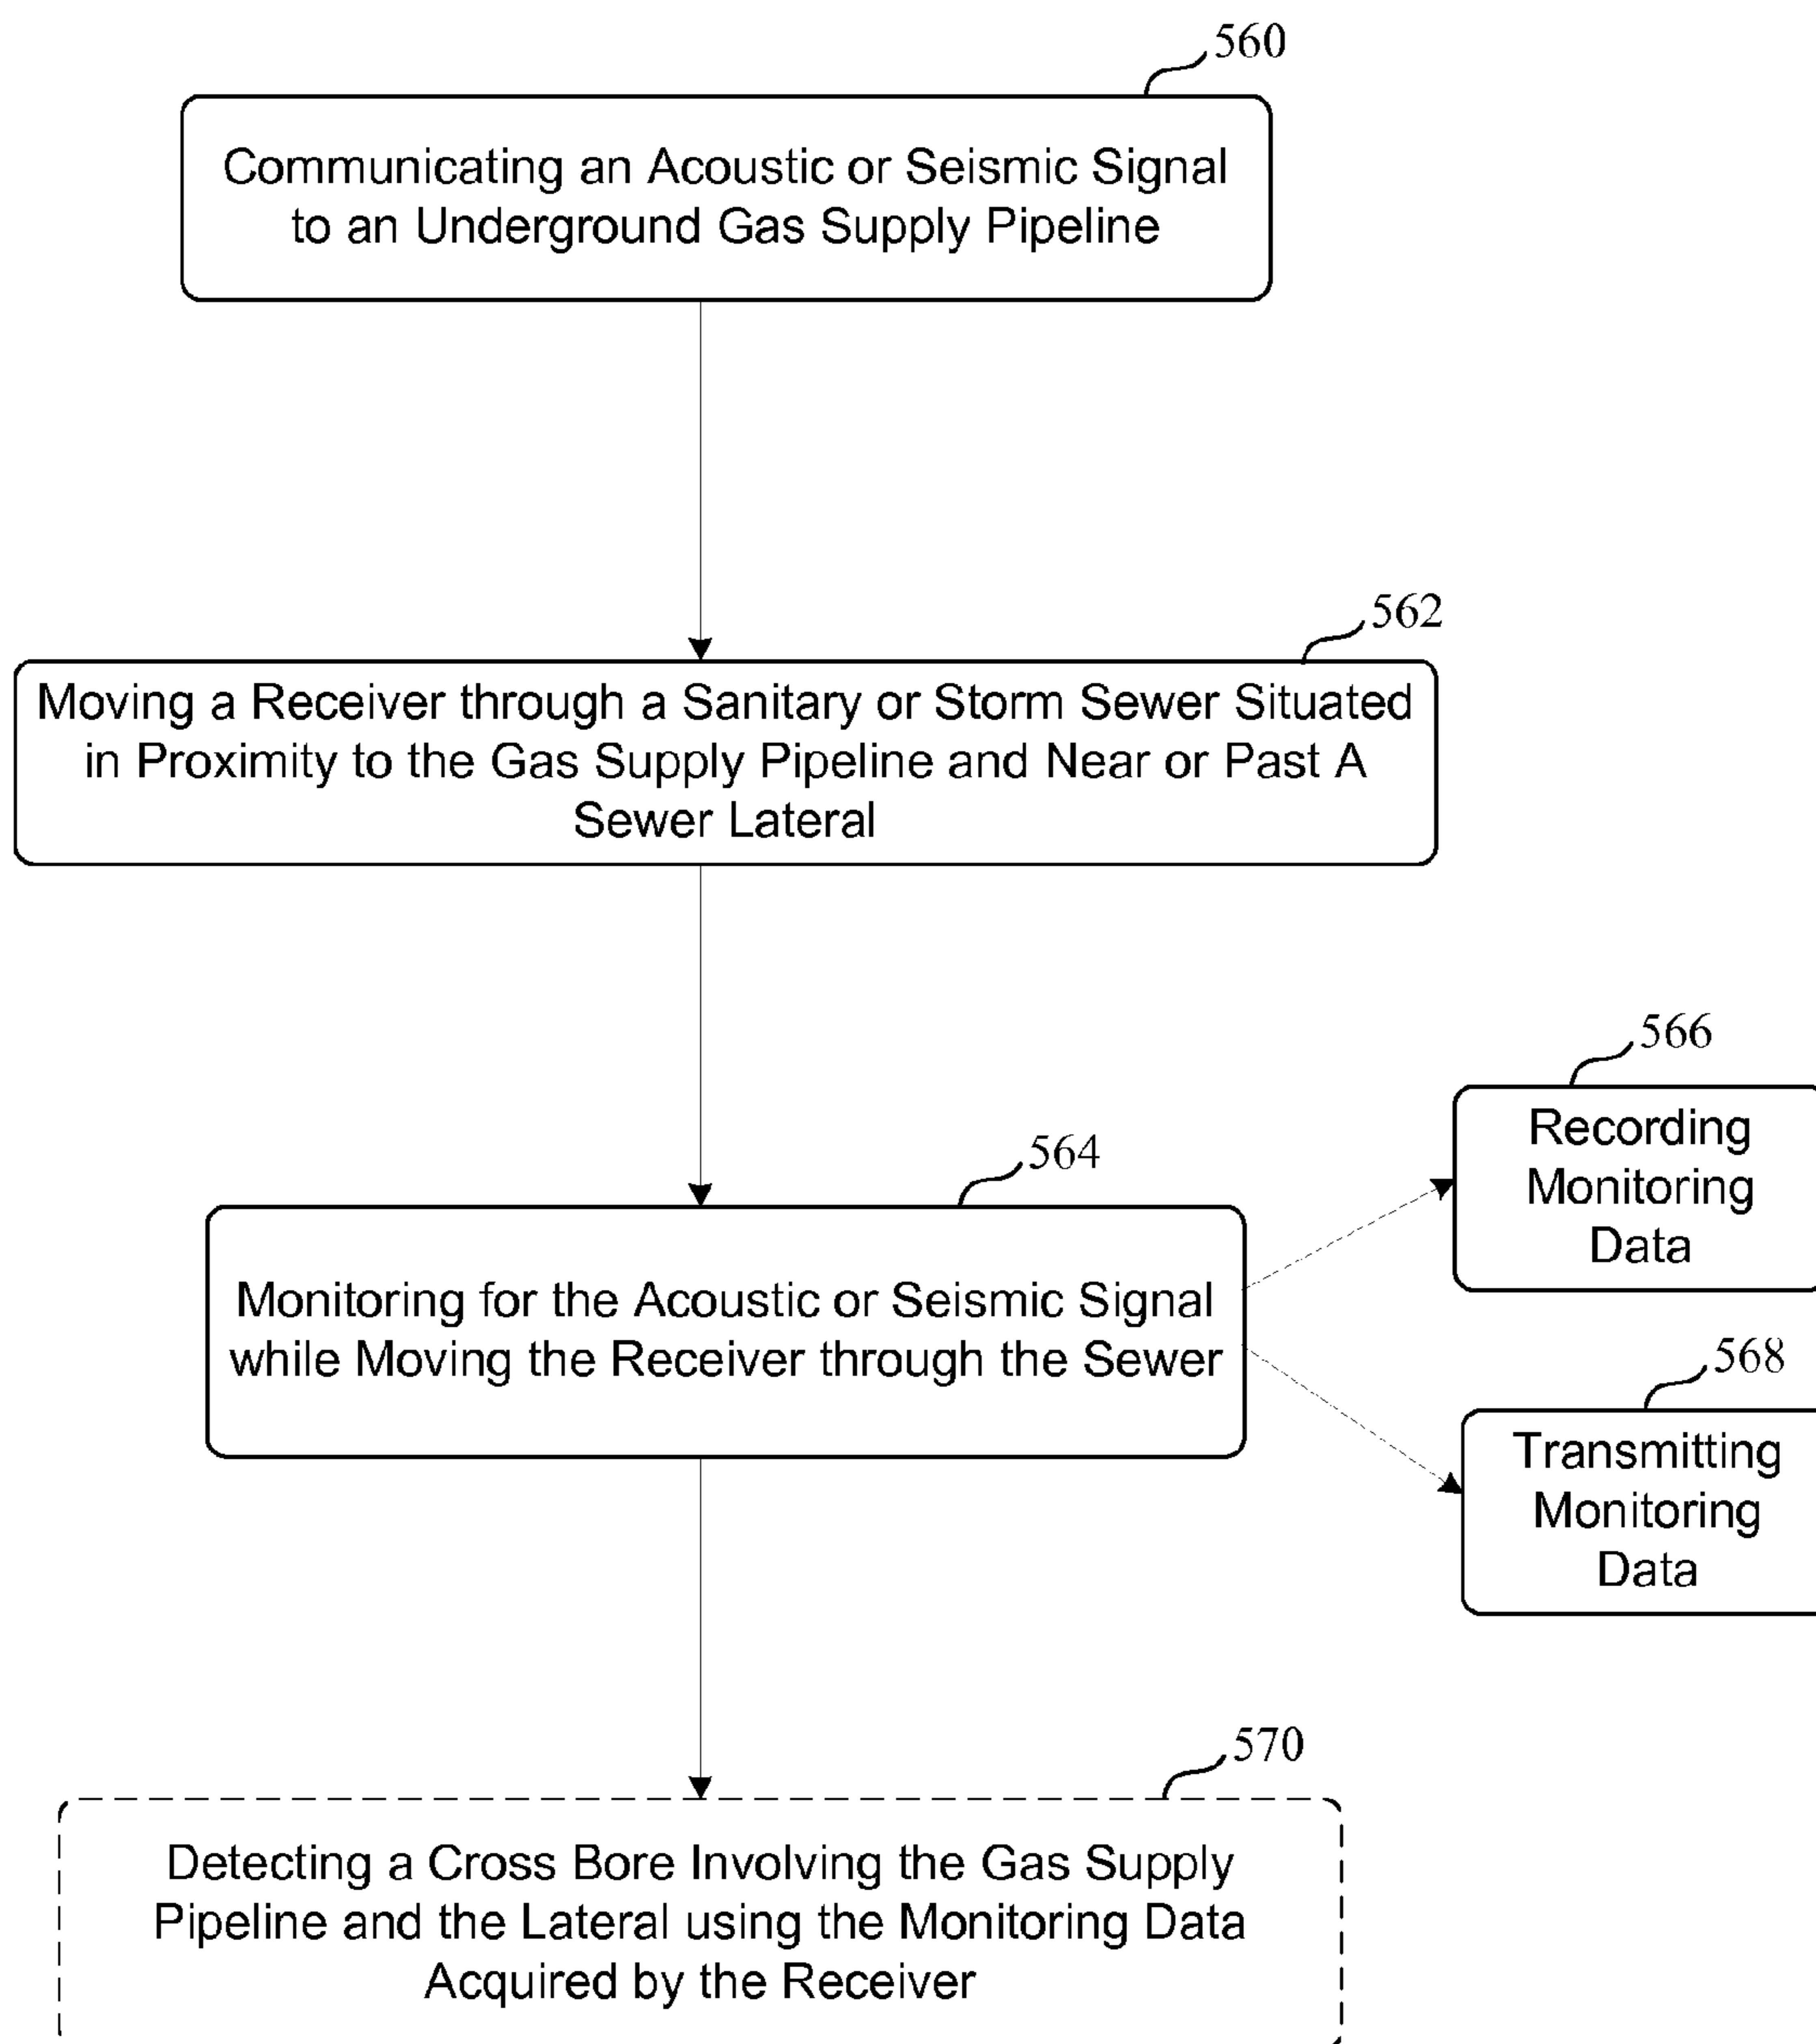 560
Communicating an Acoustic or Seismic Signal
to an Underground Gas Supply Pipeline
562
Moving a Receiver through a Sanitary or Storm Sewer Situated
in Proximity to the Gas Supply Pipeline and Near or Past A
Sewer Lateral
564
Monitoring for the Acoustic or Seismic Signal
while Moving the Receiver through the Sewer
566
Recording
Monitoring
Data
568
Transmitting
Monitoring
Data
570
Detecting a Cross Bore Involving the Gas Supply
Pipeline and the Lateral using the Monitoring Data
Acquired by the Receiver